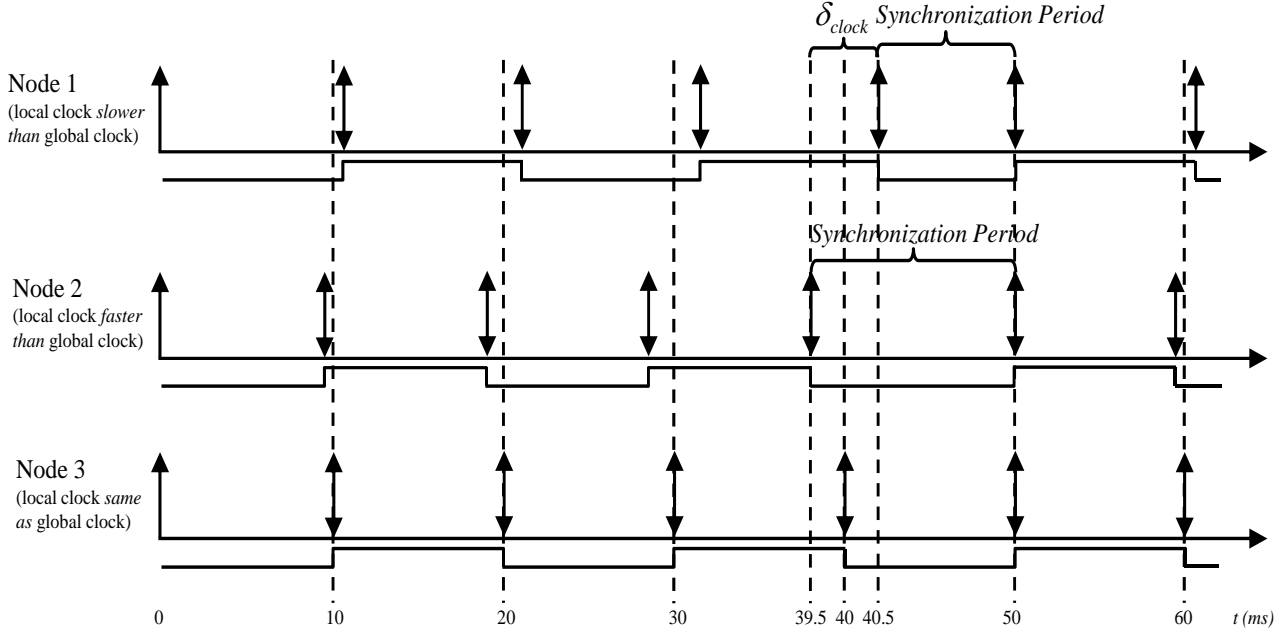 δclock Synchronization Period
Node 1
(local clock slower
than global clock)
Synchronization Period
Node 2
(local clock faster
than global clock)
Node 3
(local clock same
as global clock)
0 10 20 30 39.5 40 40.5 50 60 t (ms)